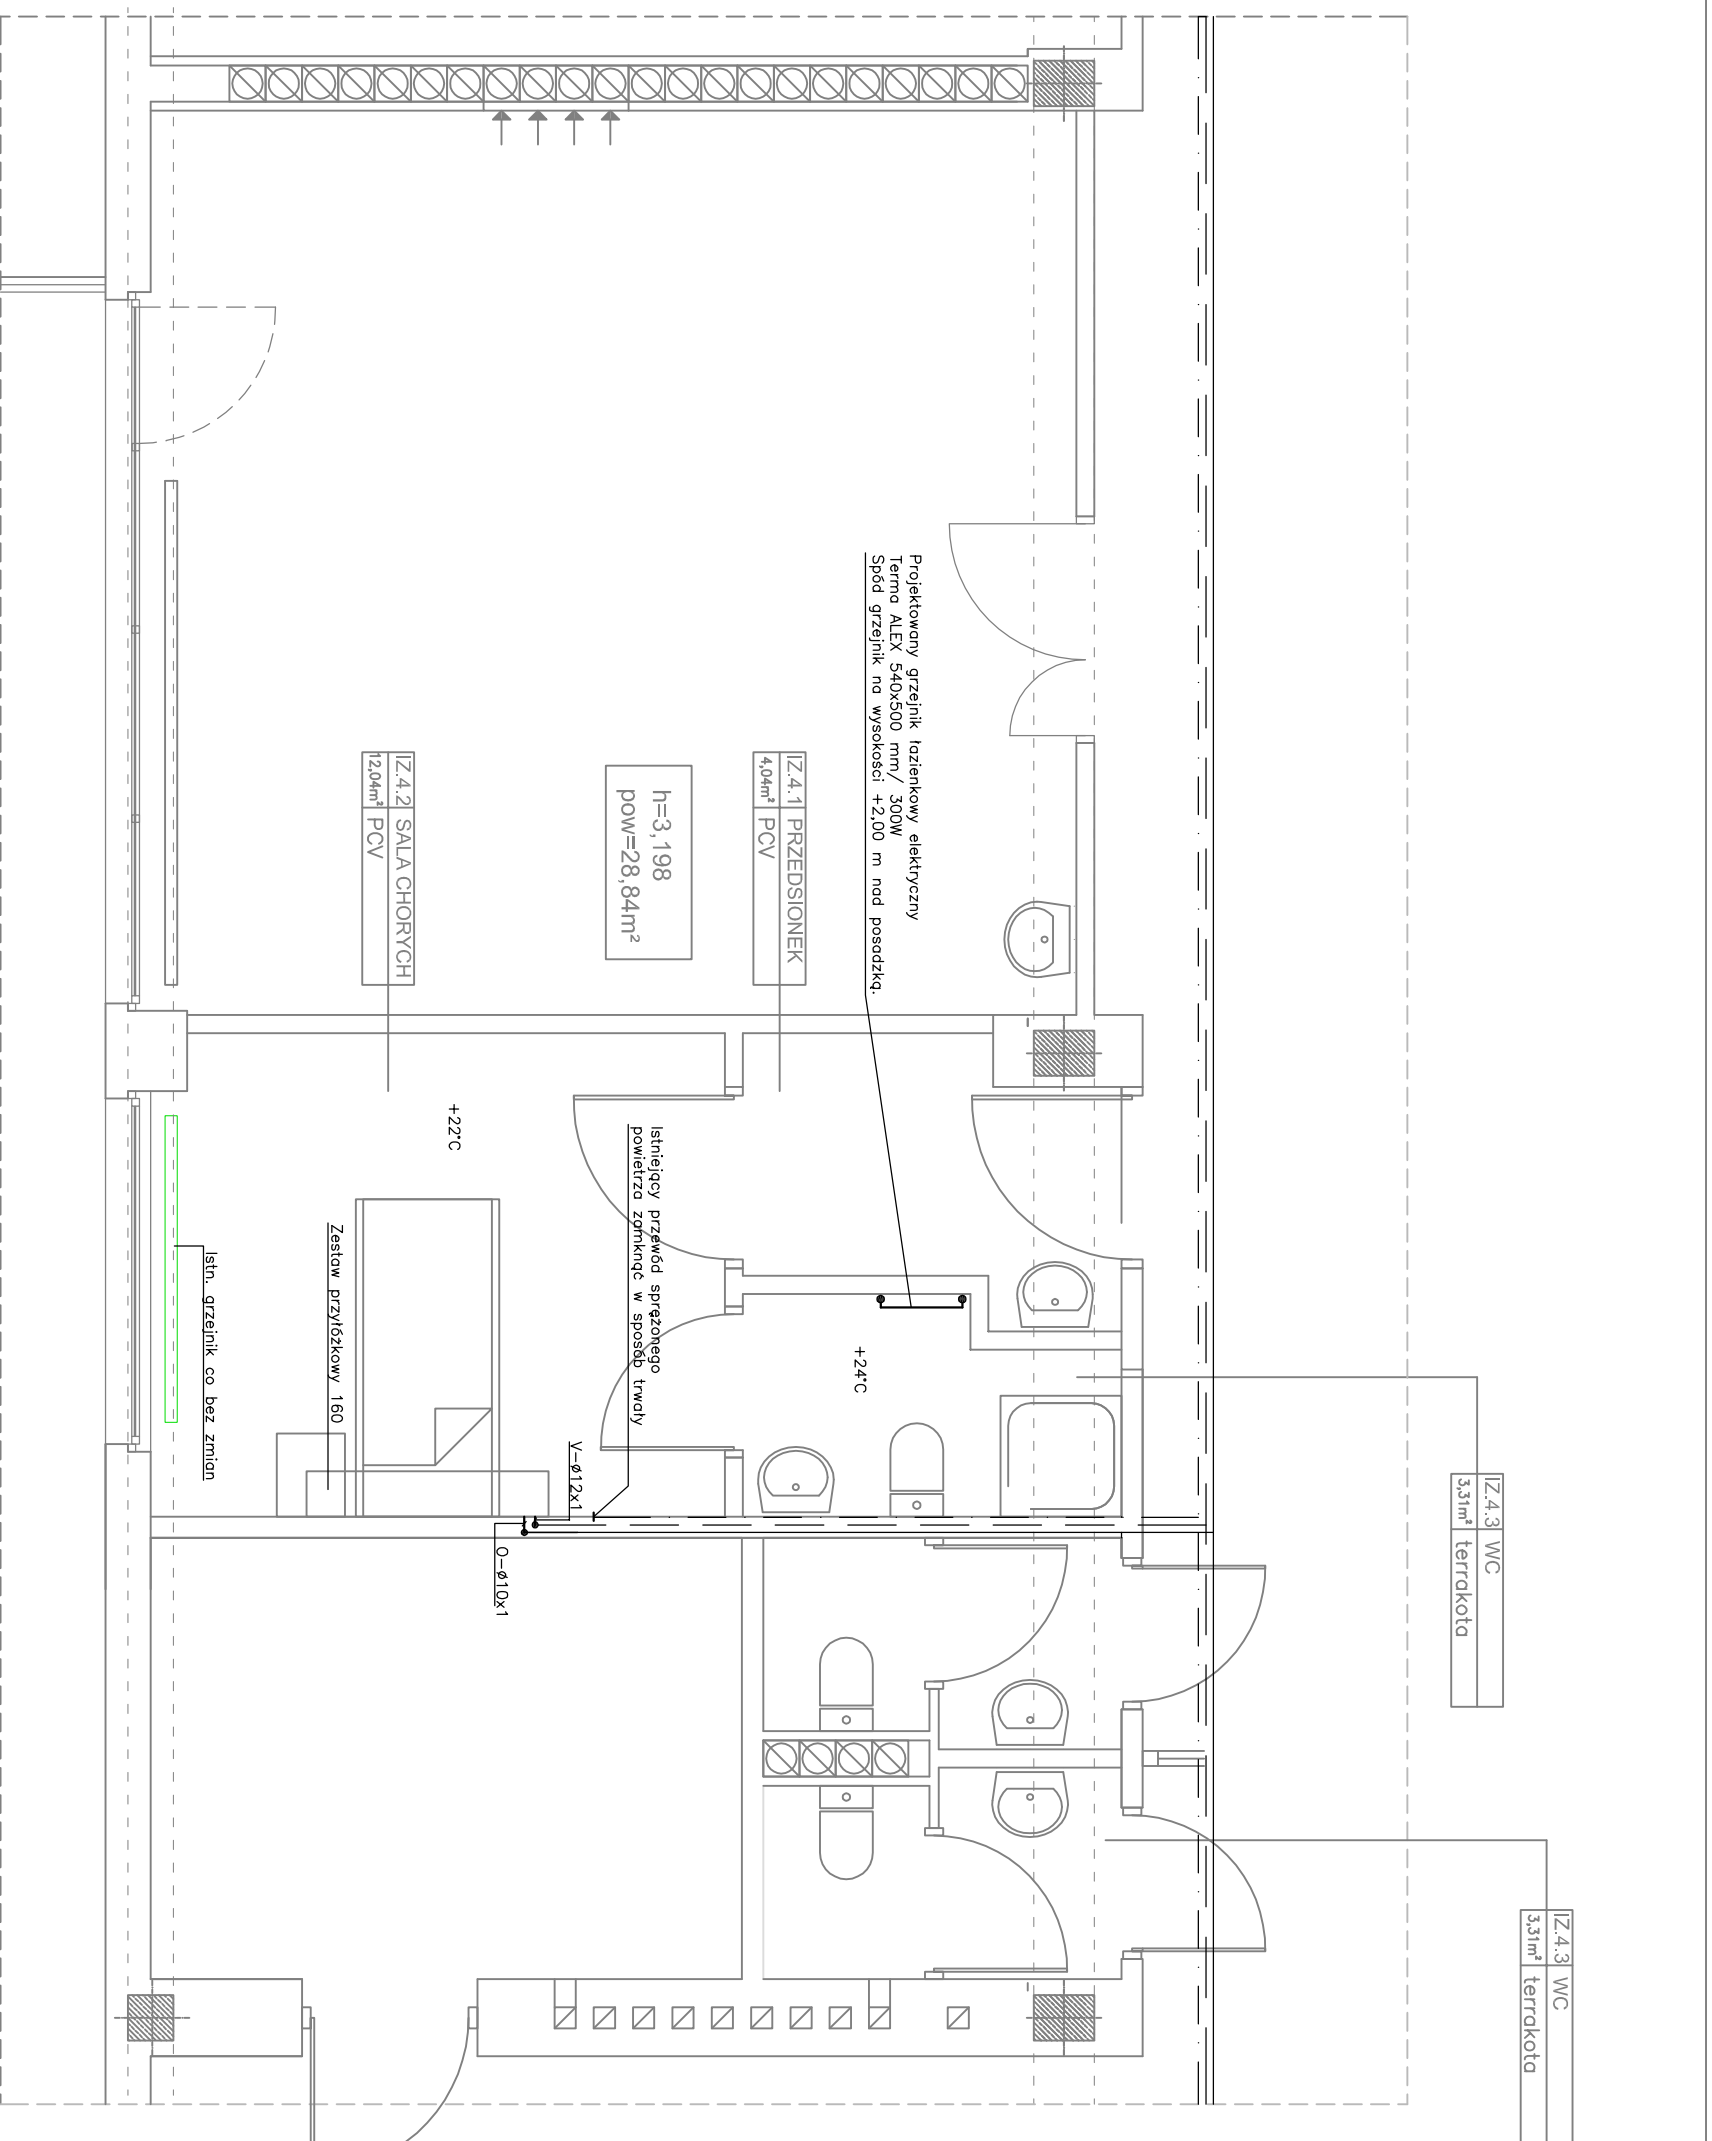 Projektowany grzejnik łazienkowy elektryczny
Terma ALEX 540x500 mm/ 300W
Spód grzejnik na wysokości +2,00 m nad posadzką.
IZ.4.1 PRZEDSIONEK
4,04m² PCV
h=3,198
pow=28,84m²
IZ.4.2 SALA CHORYCH
12,04m² PCV
IZ.4.3 WC
3,31m² terrakota
IZ.4.3 WC
3,31m² terrakota
+24°C
Istniejący przewód sprężonego
powietrza zamknąć w sposób trwały
+22°C
Zestaw przyłóżkowy 160
Istn. grzejnik co bez zmian
V-ø12x1
O-ø10x1